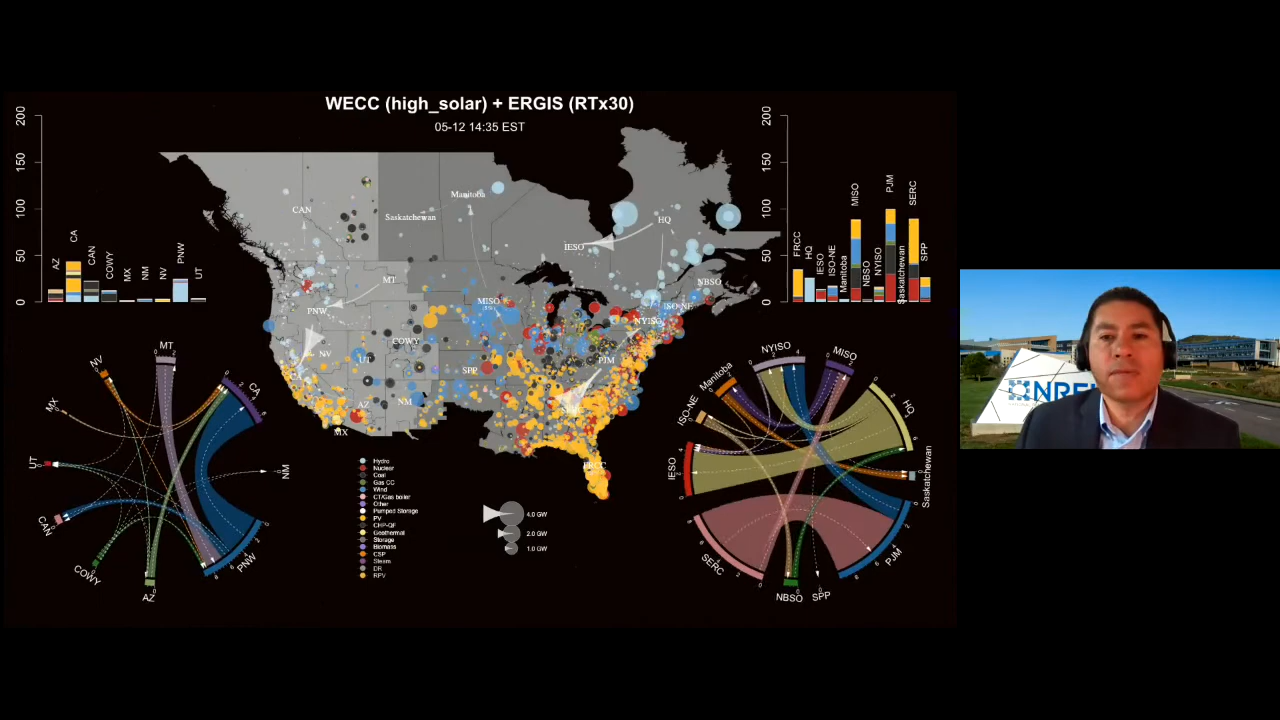 WECC (high_solar) + ERGIS (RTx30)
05-12 14:35 EST
200
150
100
50
0
AZ
CA
CAN
COWY
MX
NM
NV
PNW
UT
CAN
Saskatchewan
Manitoba
HQ
IESO
NBSO
MT
PNW
MISO
ISO-NE
NYISO
NV
UT
COWY
SPP
PJM
AZ
NM
MX
FRCC
200
150
100
50
0
FRCC
HQ
IESO
ISO-NE
Manitoba
MISO
NBSO
NYISO
PJM
Saskatchewan
SERC
SPP
NREL
MT
NV
CA
MX
UT
NM
CAN
PNW
COWY
AZ
Hydro
Nuclear
Coal
Gas CC
Wind
CT/Gas boiler
Other
Pumped Storage
PV
CHP-QF
Geothermal
Storage
Biomass
CSP
Steam
DR
RPV
4.0 GW
2.0 GW
1.0 GW
NYISO
MISO
Manitoba
HQ
ISO-NE
IESO
Saskatchewan
SERC
PJM
NBSO
SPP